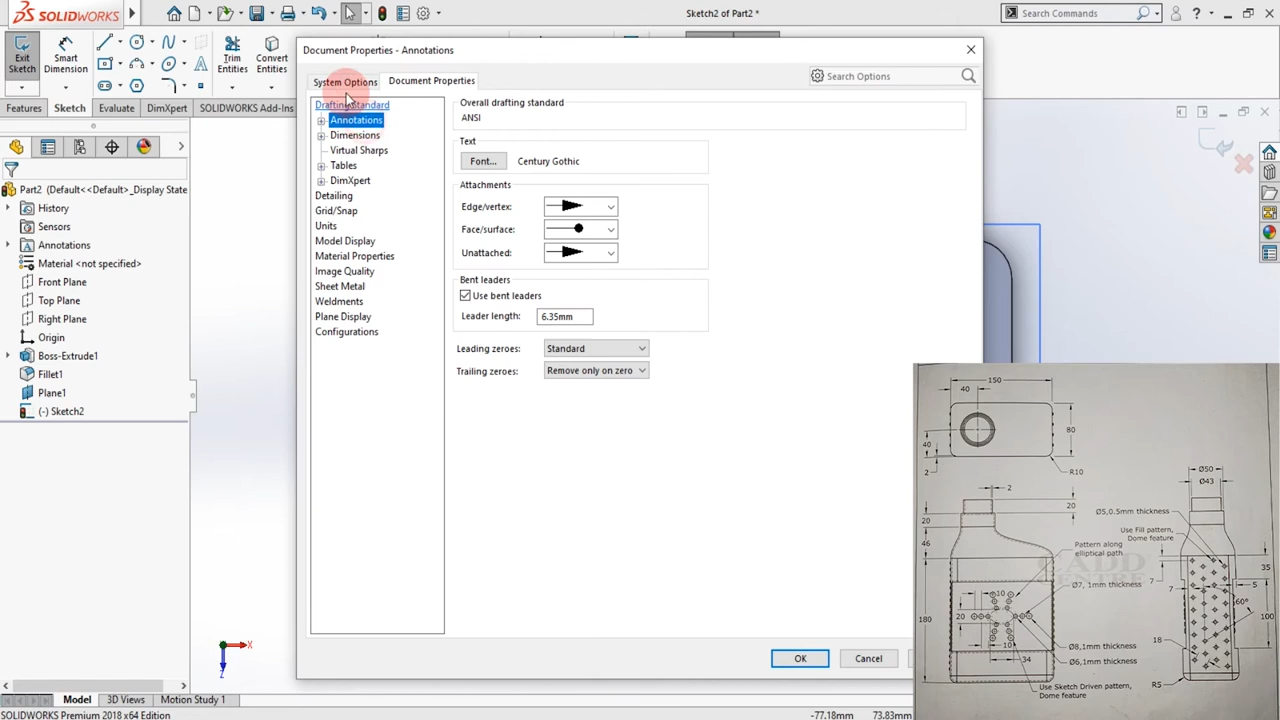 SOLIDWORKS
Sketch2 of Part2 *
Search Commands
Exit
Sketch
Smart
Dimension
Trim
Entities
Convert
Entities
Features
Sketch
Evaluate
DimXpert
SOLIDWORKS Add-Ins
Part2 (Default<<Default>_Display State
History
Sensors
Annotations
Material <not specified>
Front Plane
Top Plane
Right Plane
Origin
Boss-Extrude1
Fillet1
Plane1
(-) Sketch2
Document Properties - Annotations
System Options
Document Properties
Search Options
Drafting Standard
Annotations
Dimensions
Virtual Sharps
Tables
DimXpert
Detailing
Grid/Snap
Units
Model Display
Material Properties
Image Quality
Sheet Metal
Weldments
Plane Display
Configurations
Overall drafting standard
ANSI
Text
Font...
Century Gothic
Attachments
Edge/vertex:
Face/surface:
Unattached:
Bent leaders
Use bent leaders
Leader length:
6.35mm
Leading zeroes:
Standard
Trailing zeroes:
Remove only on zero
OK
Cancel
150
40
80
40
2
R10
2
20
20
46
180
Pattern along
elliptical path
Ø7, 1mm thickness
10
20
10
34
Ø8,1mm thickness
Ø6,1mm thickness
Use Sketch Driven pattern,
Dome feature
CADD
CENTRE
Ø50
Ø43
Ø5,0.5mm thickness
Use Fill pattern,
Dome feature
35
7
7
5
60°
100
18
R5
X
Z
Model
3D Views
Motion Study 1
SOLIDWORKS Premium 2018 x64 Edition
-77.18mm
73.83mm